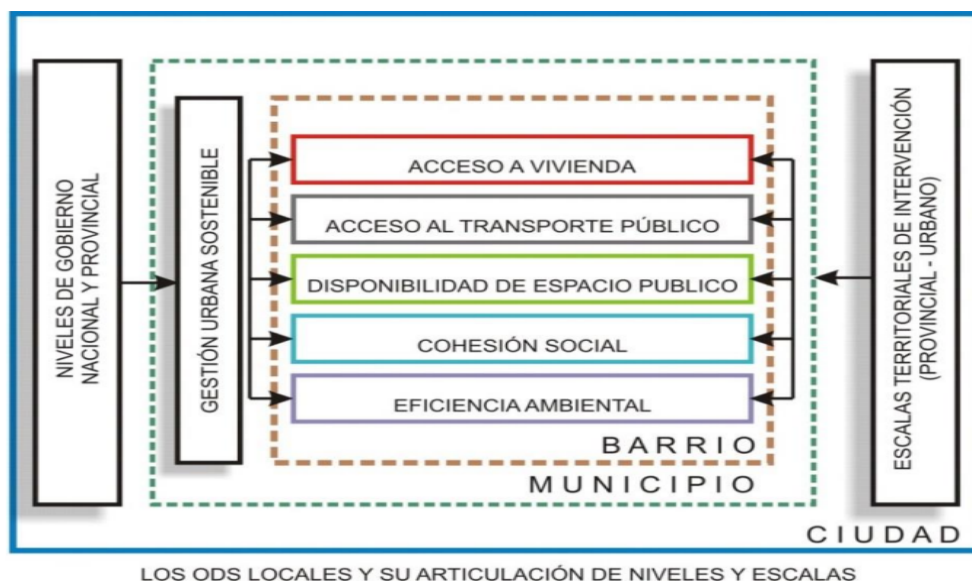 NIVELES DE GOBIERNO
NACIONAL Y PROVINCIAL
GESTIÓN URBANA SOSTENIBLE
ACCESO A VIVIENDA
ACCESO AL TRANSPORTE PÚBLICO
DISPONIBILIDAD DE ESPACIO PUBLICO
COHESIÓN SOCIAL
EFICIENCIA AMBIENTAL
BARRIO
MUNICIPIO
ESCALAS TERRITORIALES DE INTERVENCIÓN
(PROVINCIAL - URBANO)
CIUDAD
LOS ODS LOCALES Y SU ARTICULACIÓN DE NIVELES Y ESCALAS